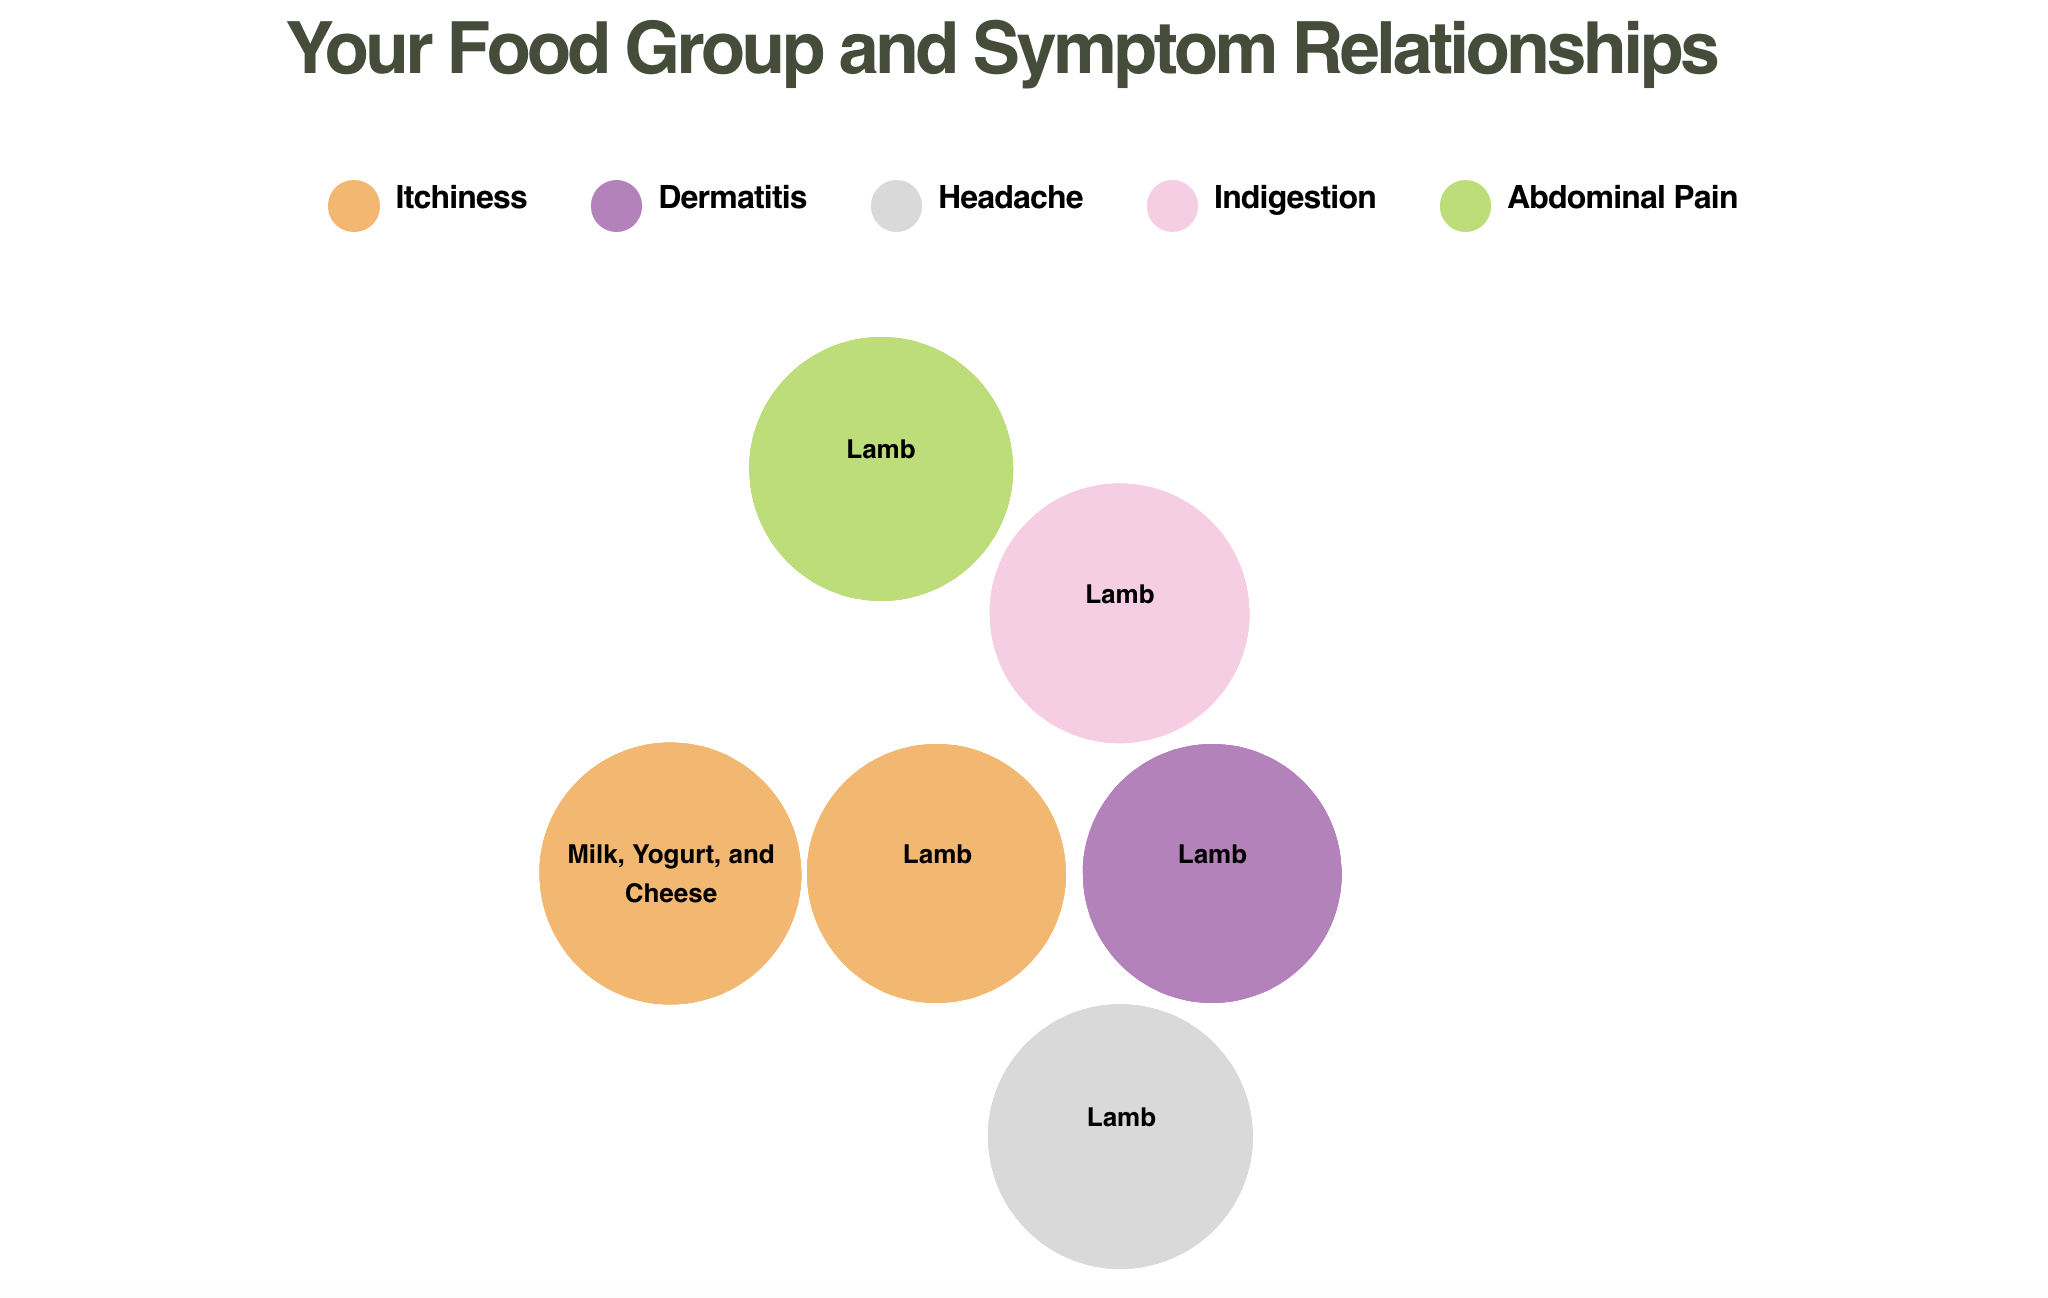 Your Food Group and Symptom Relationships
Itchiness
Dermatitis
Headache
Indigestion
Abdominal Pain
Lamb
Lamb
Milk, Yogurt, and
Cheese
Lamb
Lamb
Lamb